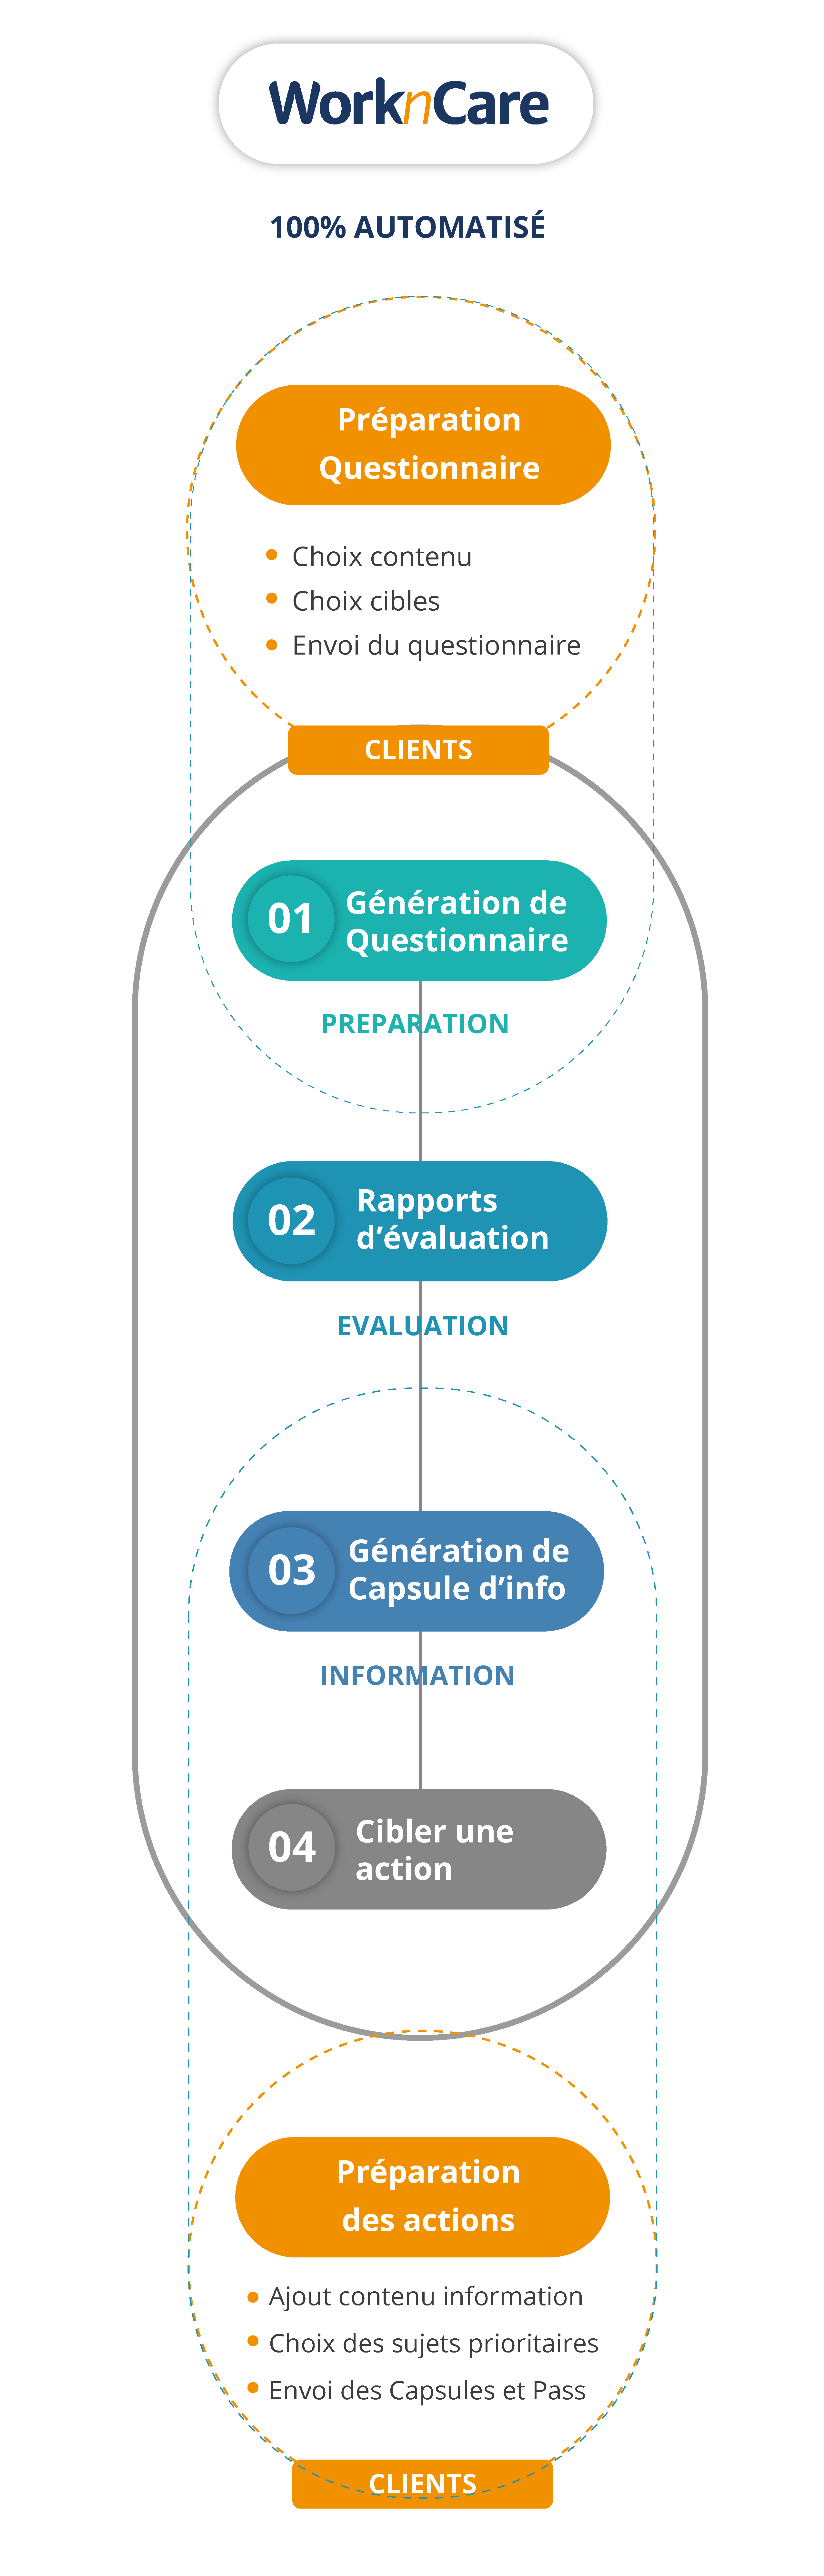 WorknCare
100% AUTOMATISÉ
Préparation
Questionnaire
Choix contenu
Choix cibles
Envoi du questionnaire
CLIENTS
01
Génération de
Questionnaire
PREPARATION
02
Rapports
d’évaluation
EVALUATION
03
Génération de
Capsule d’info
INFORMATION
04
Cibler une
action
Préparation
des actions
Ajout contenu information
Choix des sujets prioritaires
Envoi des Capsules et Pass
CLIENTS